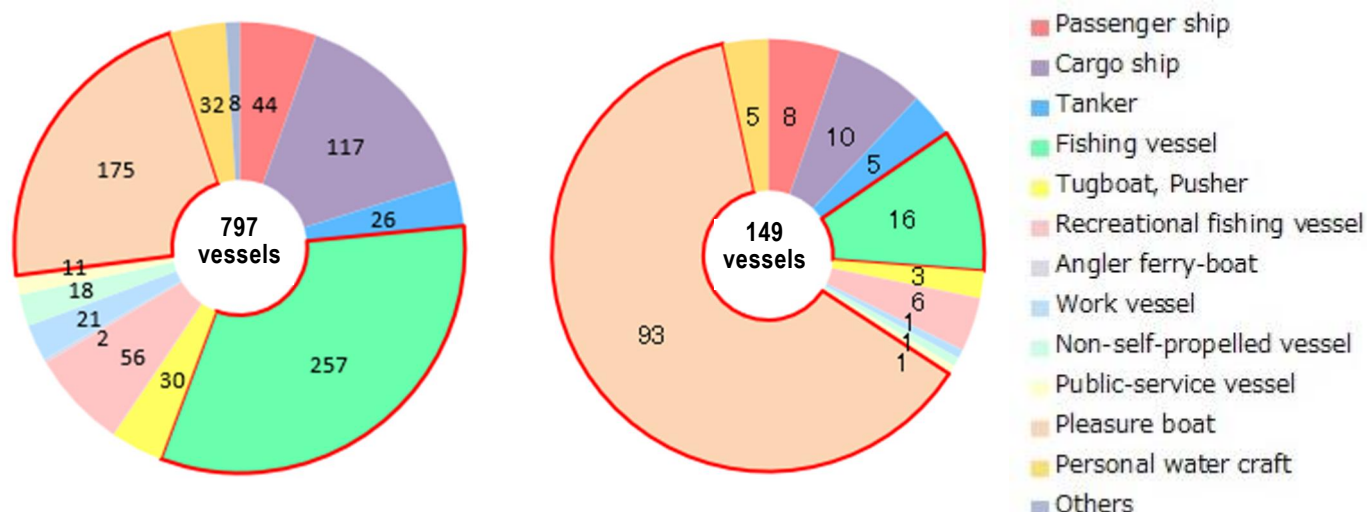 44
117
26
257
30
56
2
21
18
11
175
32
8
797
vessels
8
10
5
16
3
6
1
1
1
93
5
149
vessels
Passenger ship
Cargo ship
Tanker
Fishing vessel
Tugboat, Pusher
Recreational fishing vessel
Angler ferry-boat
Work vessel
Non-self-propelled vessel
Public-service vessel
Pleasure boat
Personal water craft
Others